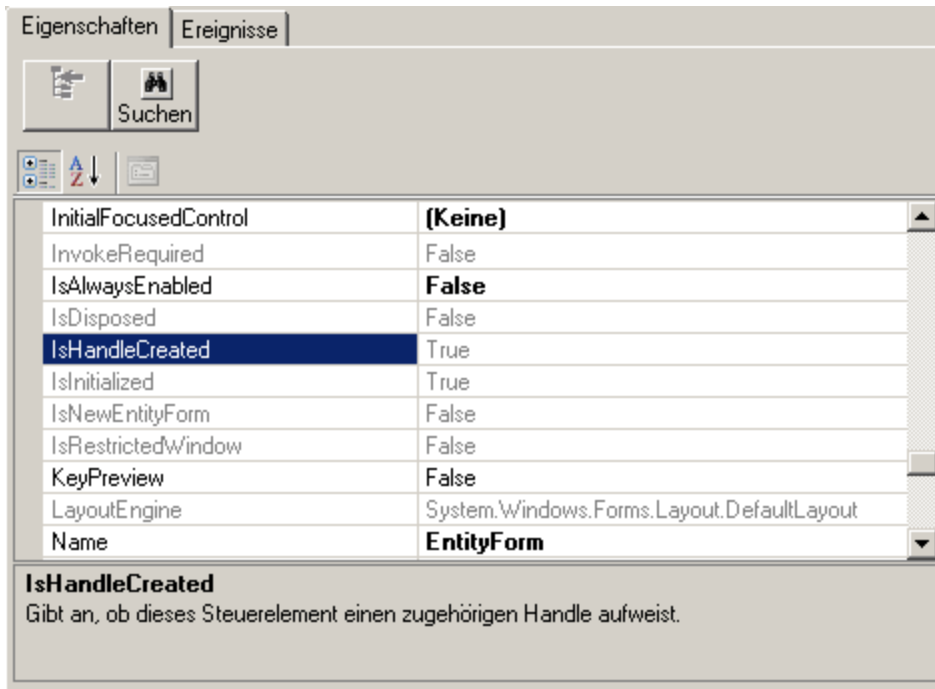 Eigenschaften Ereignisse
Suchen
A
Z
InitialFocusedControl (Keine)
InvokeRequired False
IsAlwaysEnabled False
IsDisposed False
IsHandleCreated True
IsInitialized True
IsNewEntityForm False
IsRestrictedWindow False
KeyPreview False
LayoutEngine System.Windows.Forms.Layout.DefaultLayout
Name EntityForm
IsHandleCreated
Gibt an, ob dieses Steuerelement einen zugehörigen Handle aufweist.